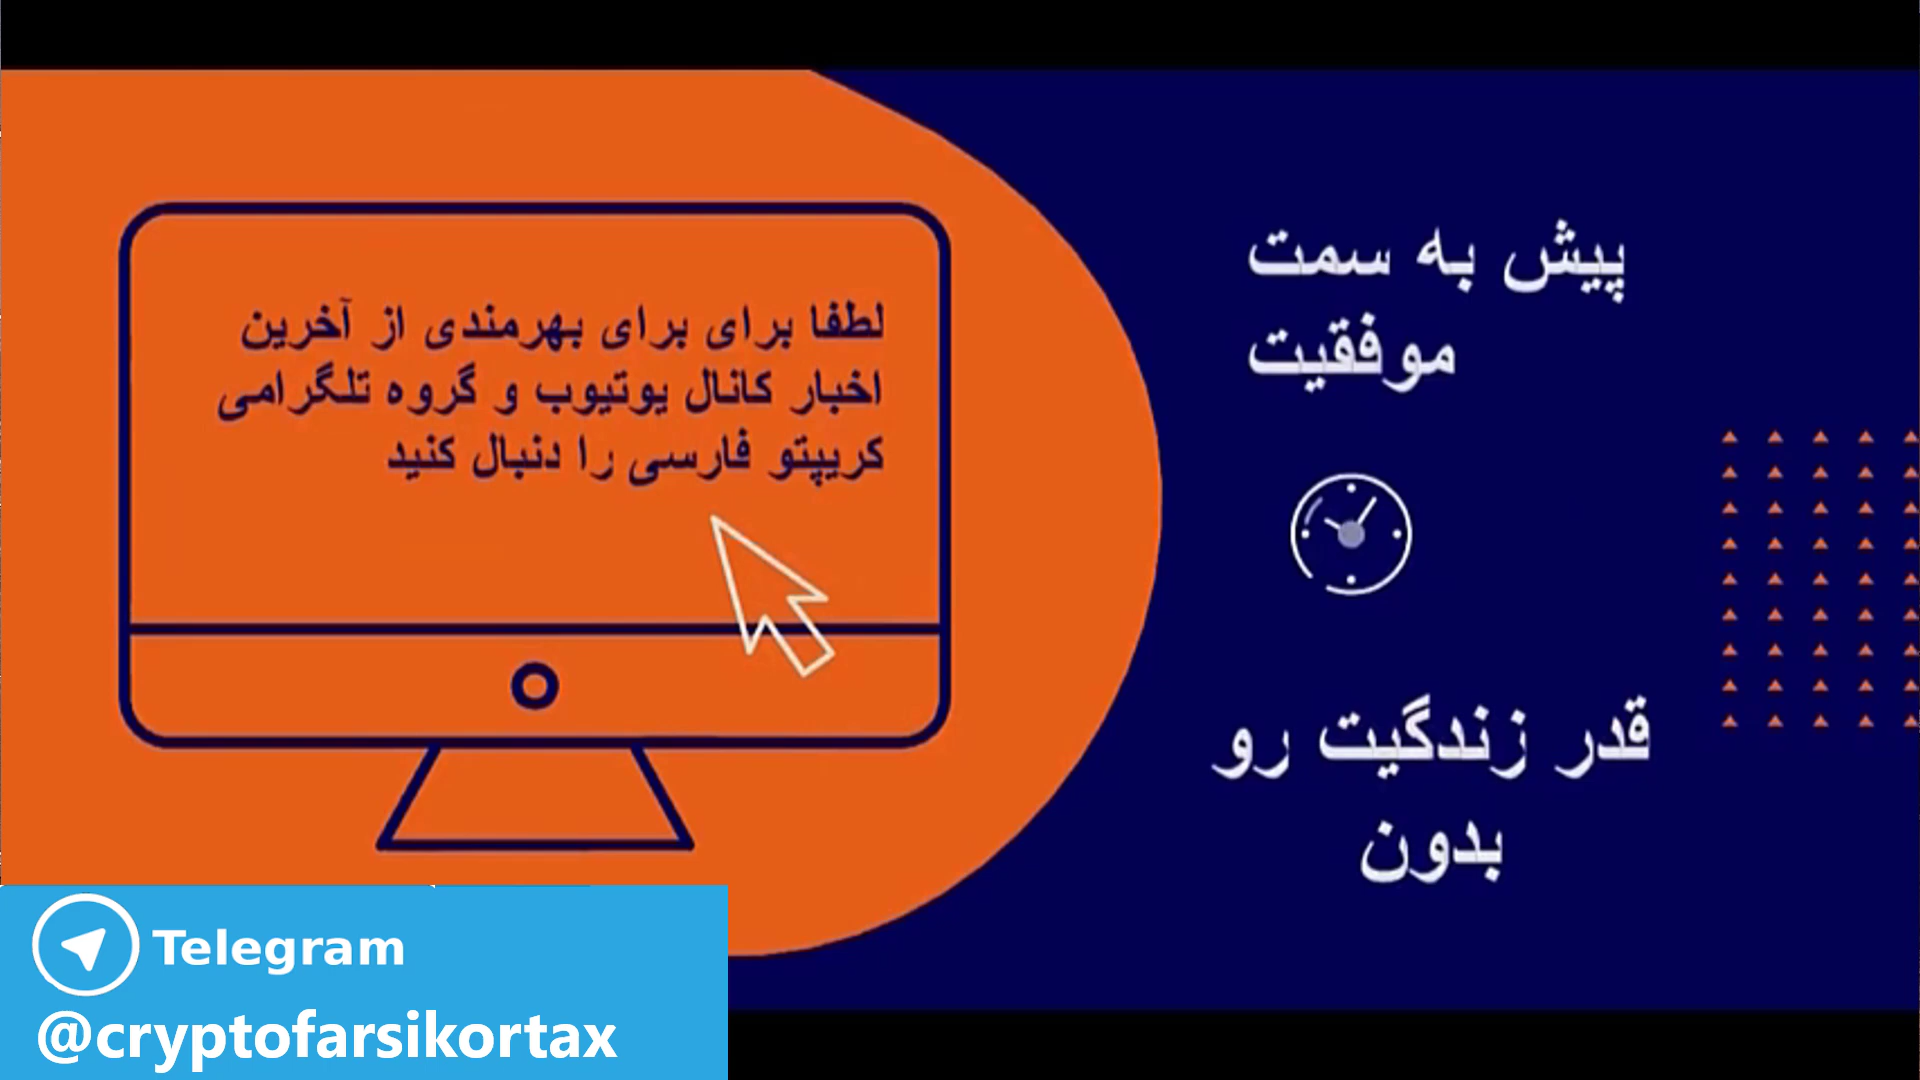 لطفا برای برای بهرمندی از آخرین
اخبار کانال یوتیوب و گروه تلگرامی
کریپتو فارسی را دنبال کنید
پیش به سمت
موفقیت
قدر زندگیت رو
بدون
Telegram
@cryptofarsikortax